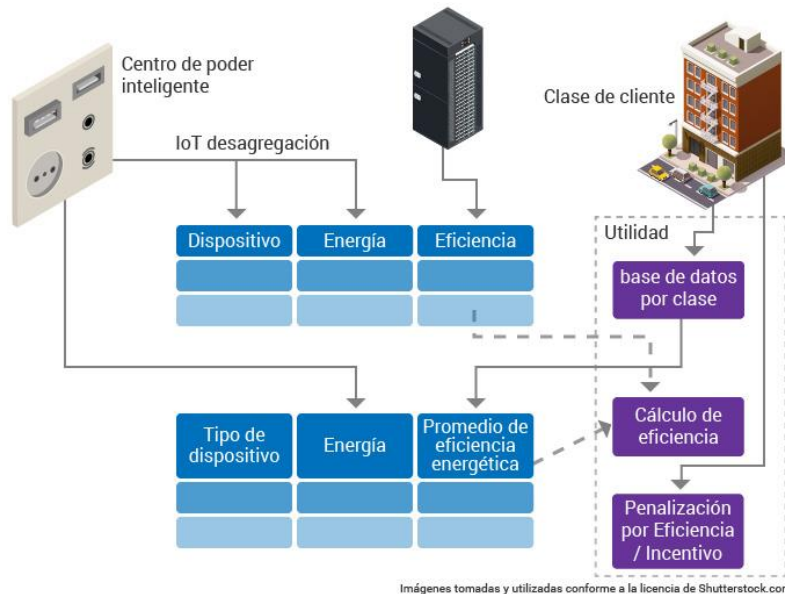 Centro de poder
inteligente
IoT desagregación
Clase de cliente
Utilidad
Dispositivo
Energía
Eficiencia
base de datos
por clase
Tipo de
dispositivo
Energía
Promedio de
eficiencia
energética
Cálculo de
eficiencia
Penalización
por Eficiencia
/ Incentivo
Imágenes tomadas y utilizadas conforme a la licencia de Shutterstock.com